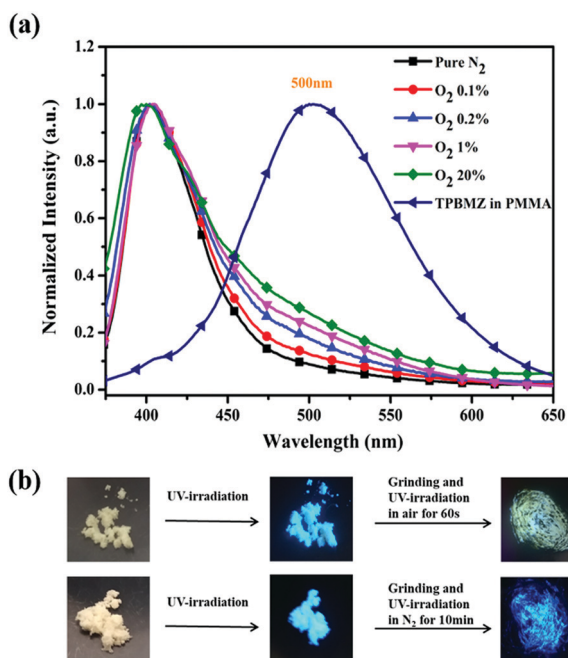 (a)
500nm
Pure N₂
O₂ 0.1%
O₂ 0.2%
O₂ 1%
O₂ 20%
TPBMZ in PMMA
Normalized Intensity (a.u.)
1.2
1.0
0.8
0.6
0.4
0.2
0.0
400 450 500 550 600 650
Wavelength (nm)
(b)
UV-irradiation
Grinding and
UV-irradiation
in air for 60s
UV-irradiation
Grinding and
UV-irradiation
in N₂ for 10min